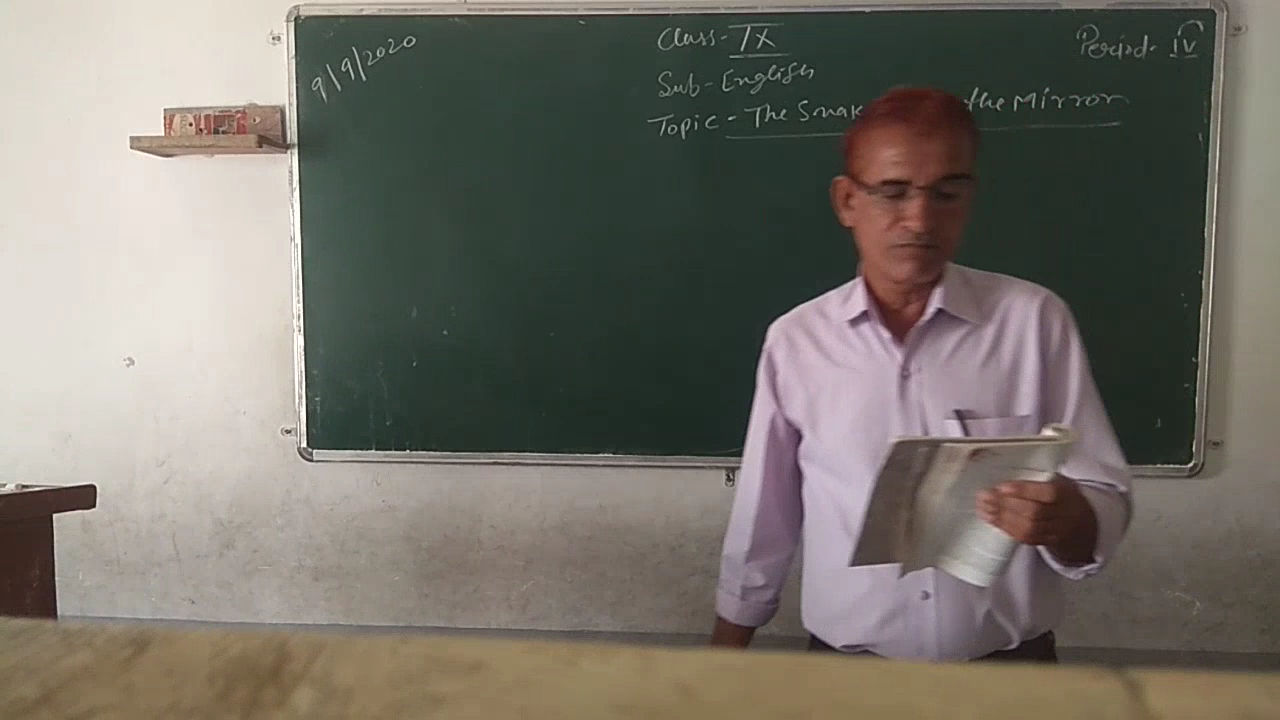 9/9/2020
Class- IX
Period- IV
Sub- English
Topic - The Snak the Mirror